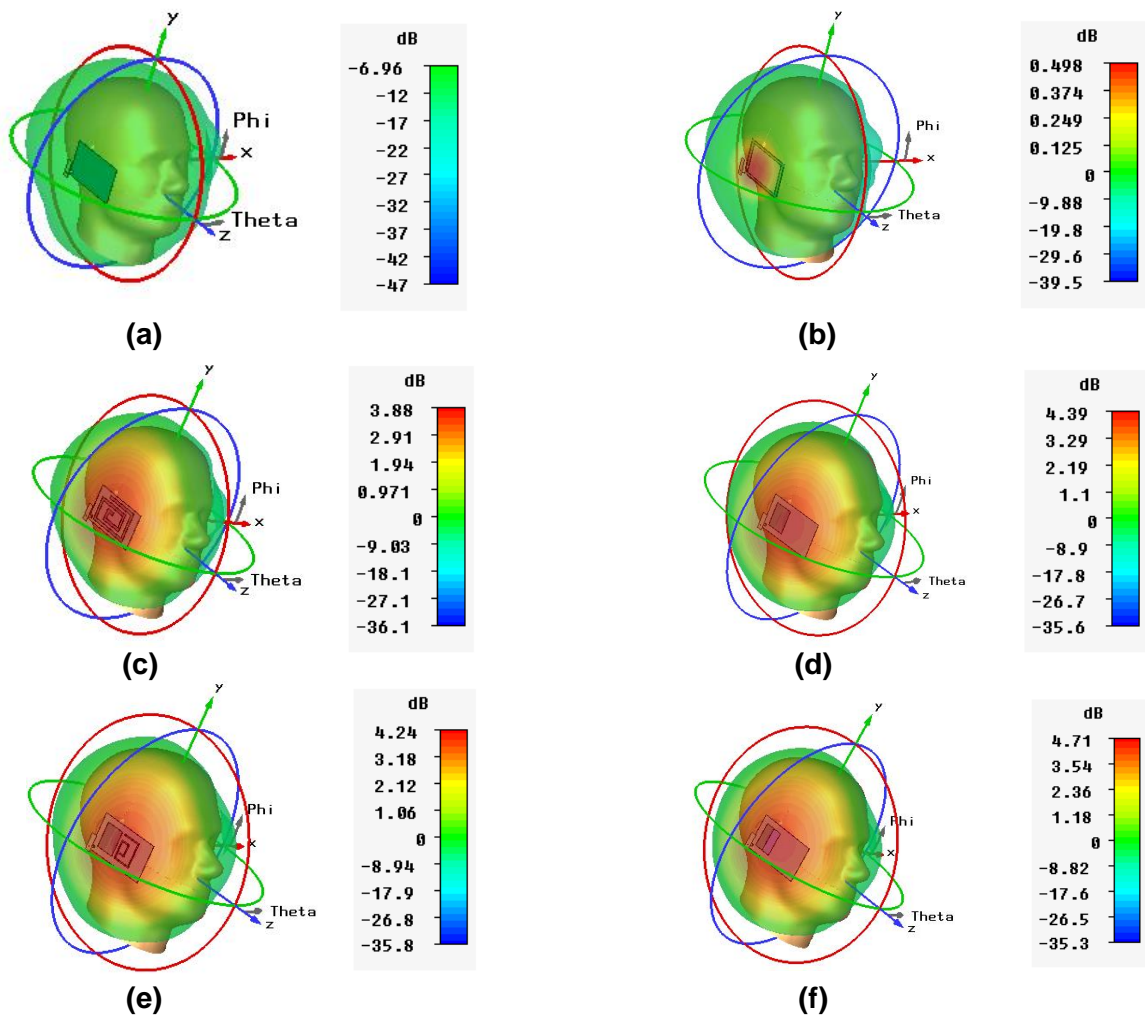 y
Phi
x
Theta
z
dB
-6.96
-12
-17
-22
-27
-32
-37
-42
-47
(a)
y
Phi
x
Theta
z
dB
0.498
0.374
0.249
0.125
0
-9.88
-19.8
-29.6
-39.5
(b)
y
Phi
x
Theta
z
dB
3.88
2.91
1.94
0.971
0
-9.03
-18.1
-27.1
-36.1
(c)
y
Phi
x
Theta
z
dB
4.39
3.29
2.19
1.1
0
-8.9
-17.8
-26.7
-35.6
(d)
y
Phi
x
Theta
z
dB
4.24
3.18
2.12
1.06
0
-8.94
-17.9
-26.8
-35.8
(e)
y
Phi
x
Theta
z
dB
4.71
3.54
2.36
1.18
0
-8.82
-17.6
-26.5
-35.3
(f)